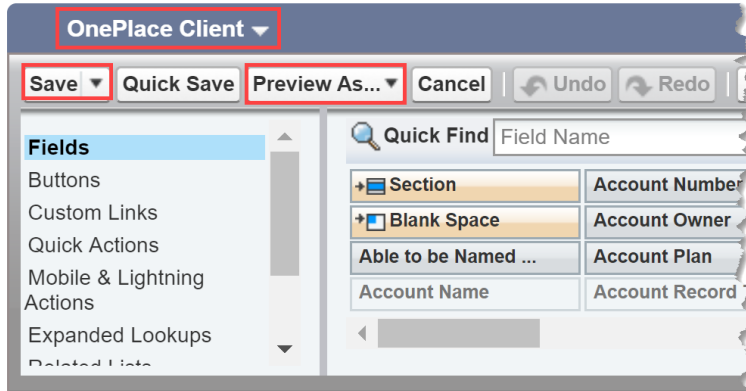 OnePlace Client
Save Quick Save Preview As... Cancel Undo Redo
Fields
Buttons
Custom Links
Quick Actions
Mobile & Lightning
Actions
Expanded Lookups
Related Lists
Quick Find Field Name
Section Account Number
Blank Space Account Owner
Able to be Named ... Account Plan
Account Name Account Record